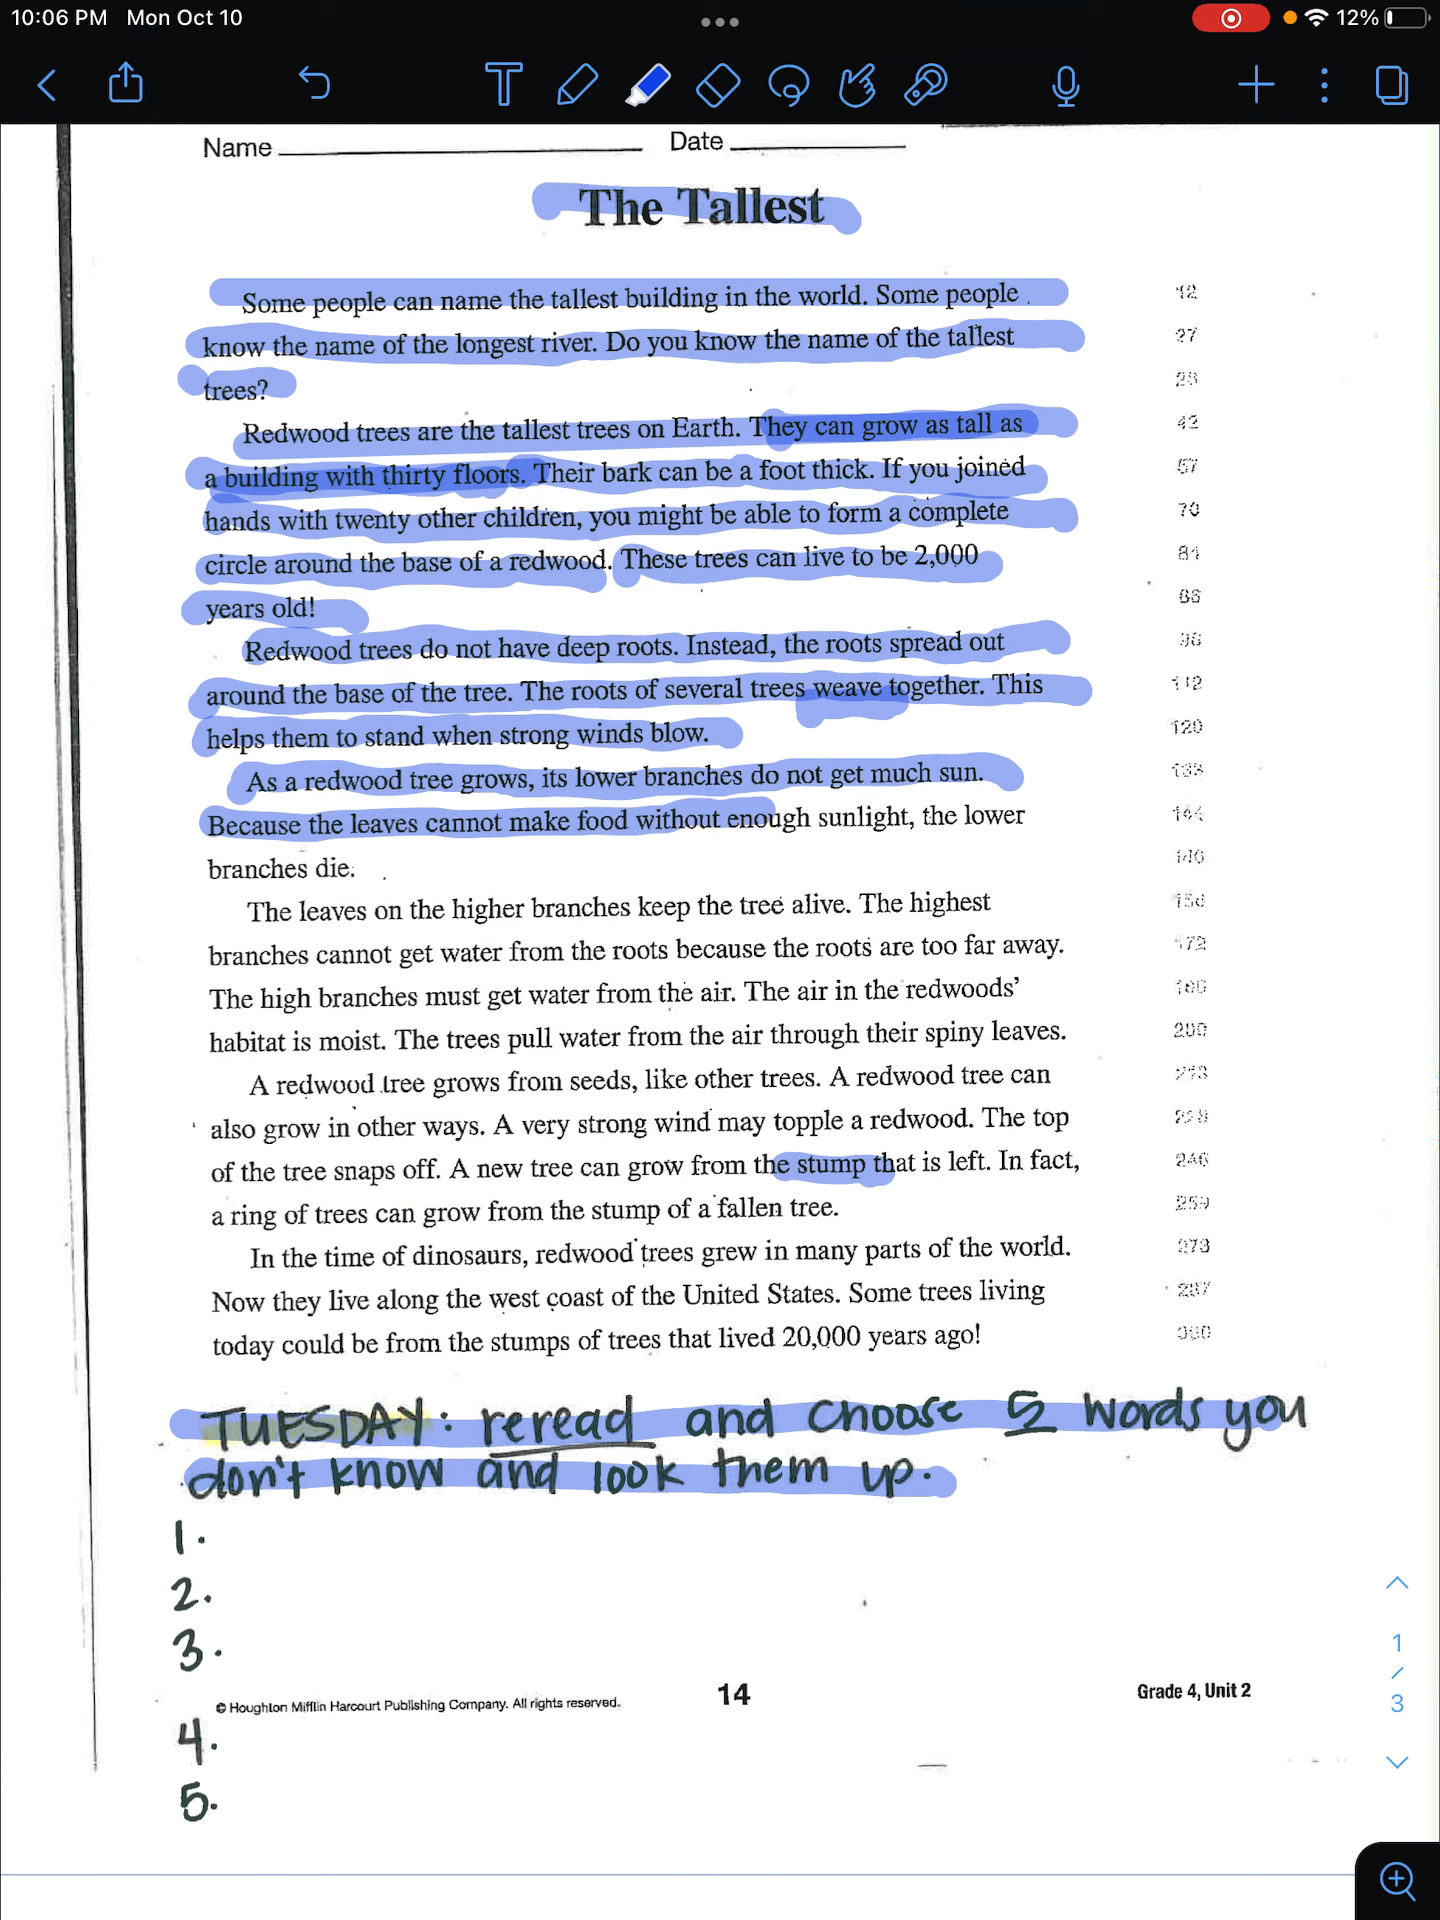 10:06 PM Mon Oct 10
12%
Name
Date
The Tallest
Some people can name the tallest building in the world. Some people
12
know the name of the longest river. Do you know the name of the tallest
27
trees?
28
Redwood trees are the tallest trees on Earth. They can grow as tall as
42
a building with thirty floors. Their bark can be a foot thick. If you joined
57
hands with twenty other children, you might be able to form a complete
70
circle around the base of a redwood. These trees can live to be 2,000
years old!
Redwood trees do not have deep roots. Instead, the roots spread out
around the base of the tree. The roots of several trees weave together. This
112
helps them to stand when strong winds blow.
120
As a redwood tree grows, its lower branches do not get much sun.
Because the leaves cannot make food without enough sunlight, the lower
branches die.
The leaves on the higher branches keep the tree alive. The highest
branches cannot get water from the roots because the roots are too far away.
172
The high branches must get water from the air. The air in the redwoods’
habitat is moist. The trees pull water from the air through their spiny leaves.
200
A redwood tree grows from seeds, like other trees. A redwood tree can
also grow in other ways. A very strong wind may topple a redwood. The top
of the tree snaps off. A new tree can grow from the stump that is left. In fact,
246
a ring of trees can grow from the stump of a fallen tree.
259
In the time of dinosaurs, redwood trees grew in many parts of the world.
273
Now they live along the west coast of the United States. Some trees living
287
today could be from the stumps of trees that lived 20,000 years ago!
300
TUESDAY: reread and choose 5 words you
don't know and look them up.
1.
2.
3.
© Houghton Mifflin Harcourt Publishing Company. All rights reserved.
14
Grade 4, Unit 2
4.
5.
1
/
3